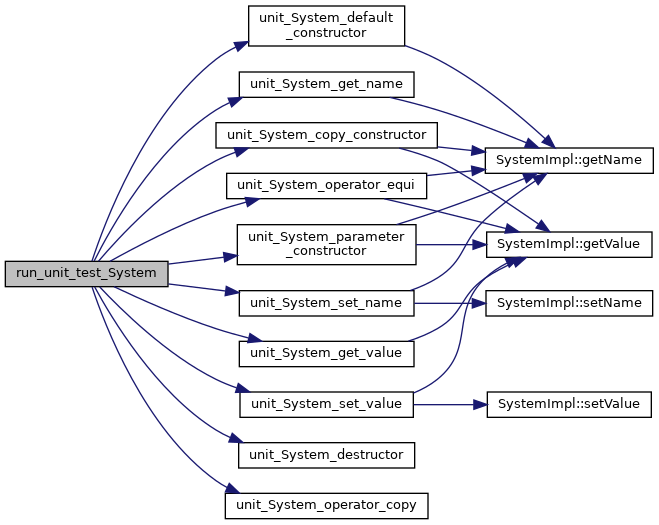 unit_System_default
_constructor
unit_System_get_name
unit_System_copy_constructor
SystemImpl::getName
unit_System_operator_equi
unit_System_parameter
_constructor
SystemImpl::getValue
run_unit_test_System
unit_System_set_name
SystemImpl::setName
unit_System_get_value
unit_System_set_value
SystemImpl::setValue
unit_System_destructor
unit_System_operator_copy